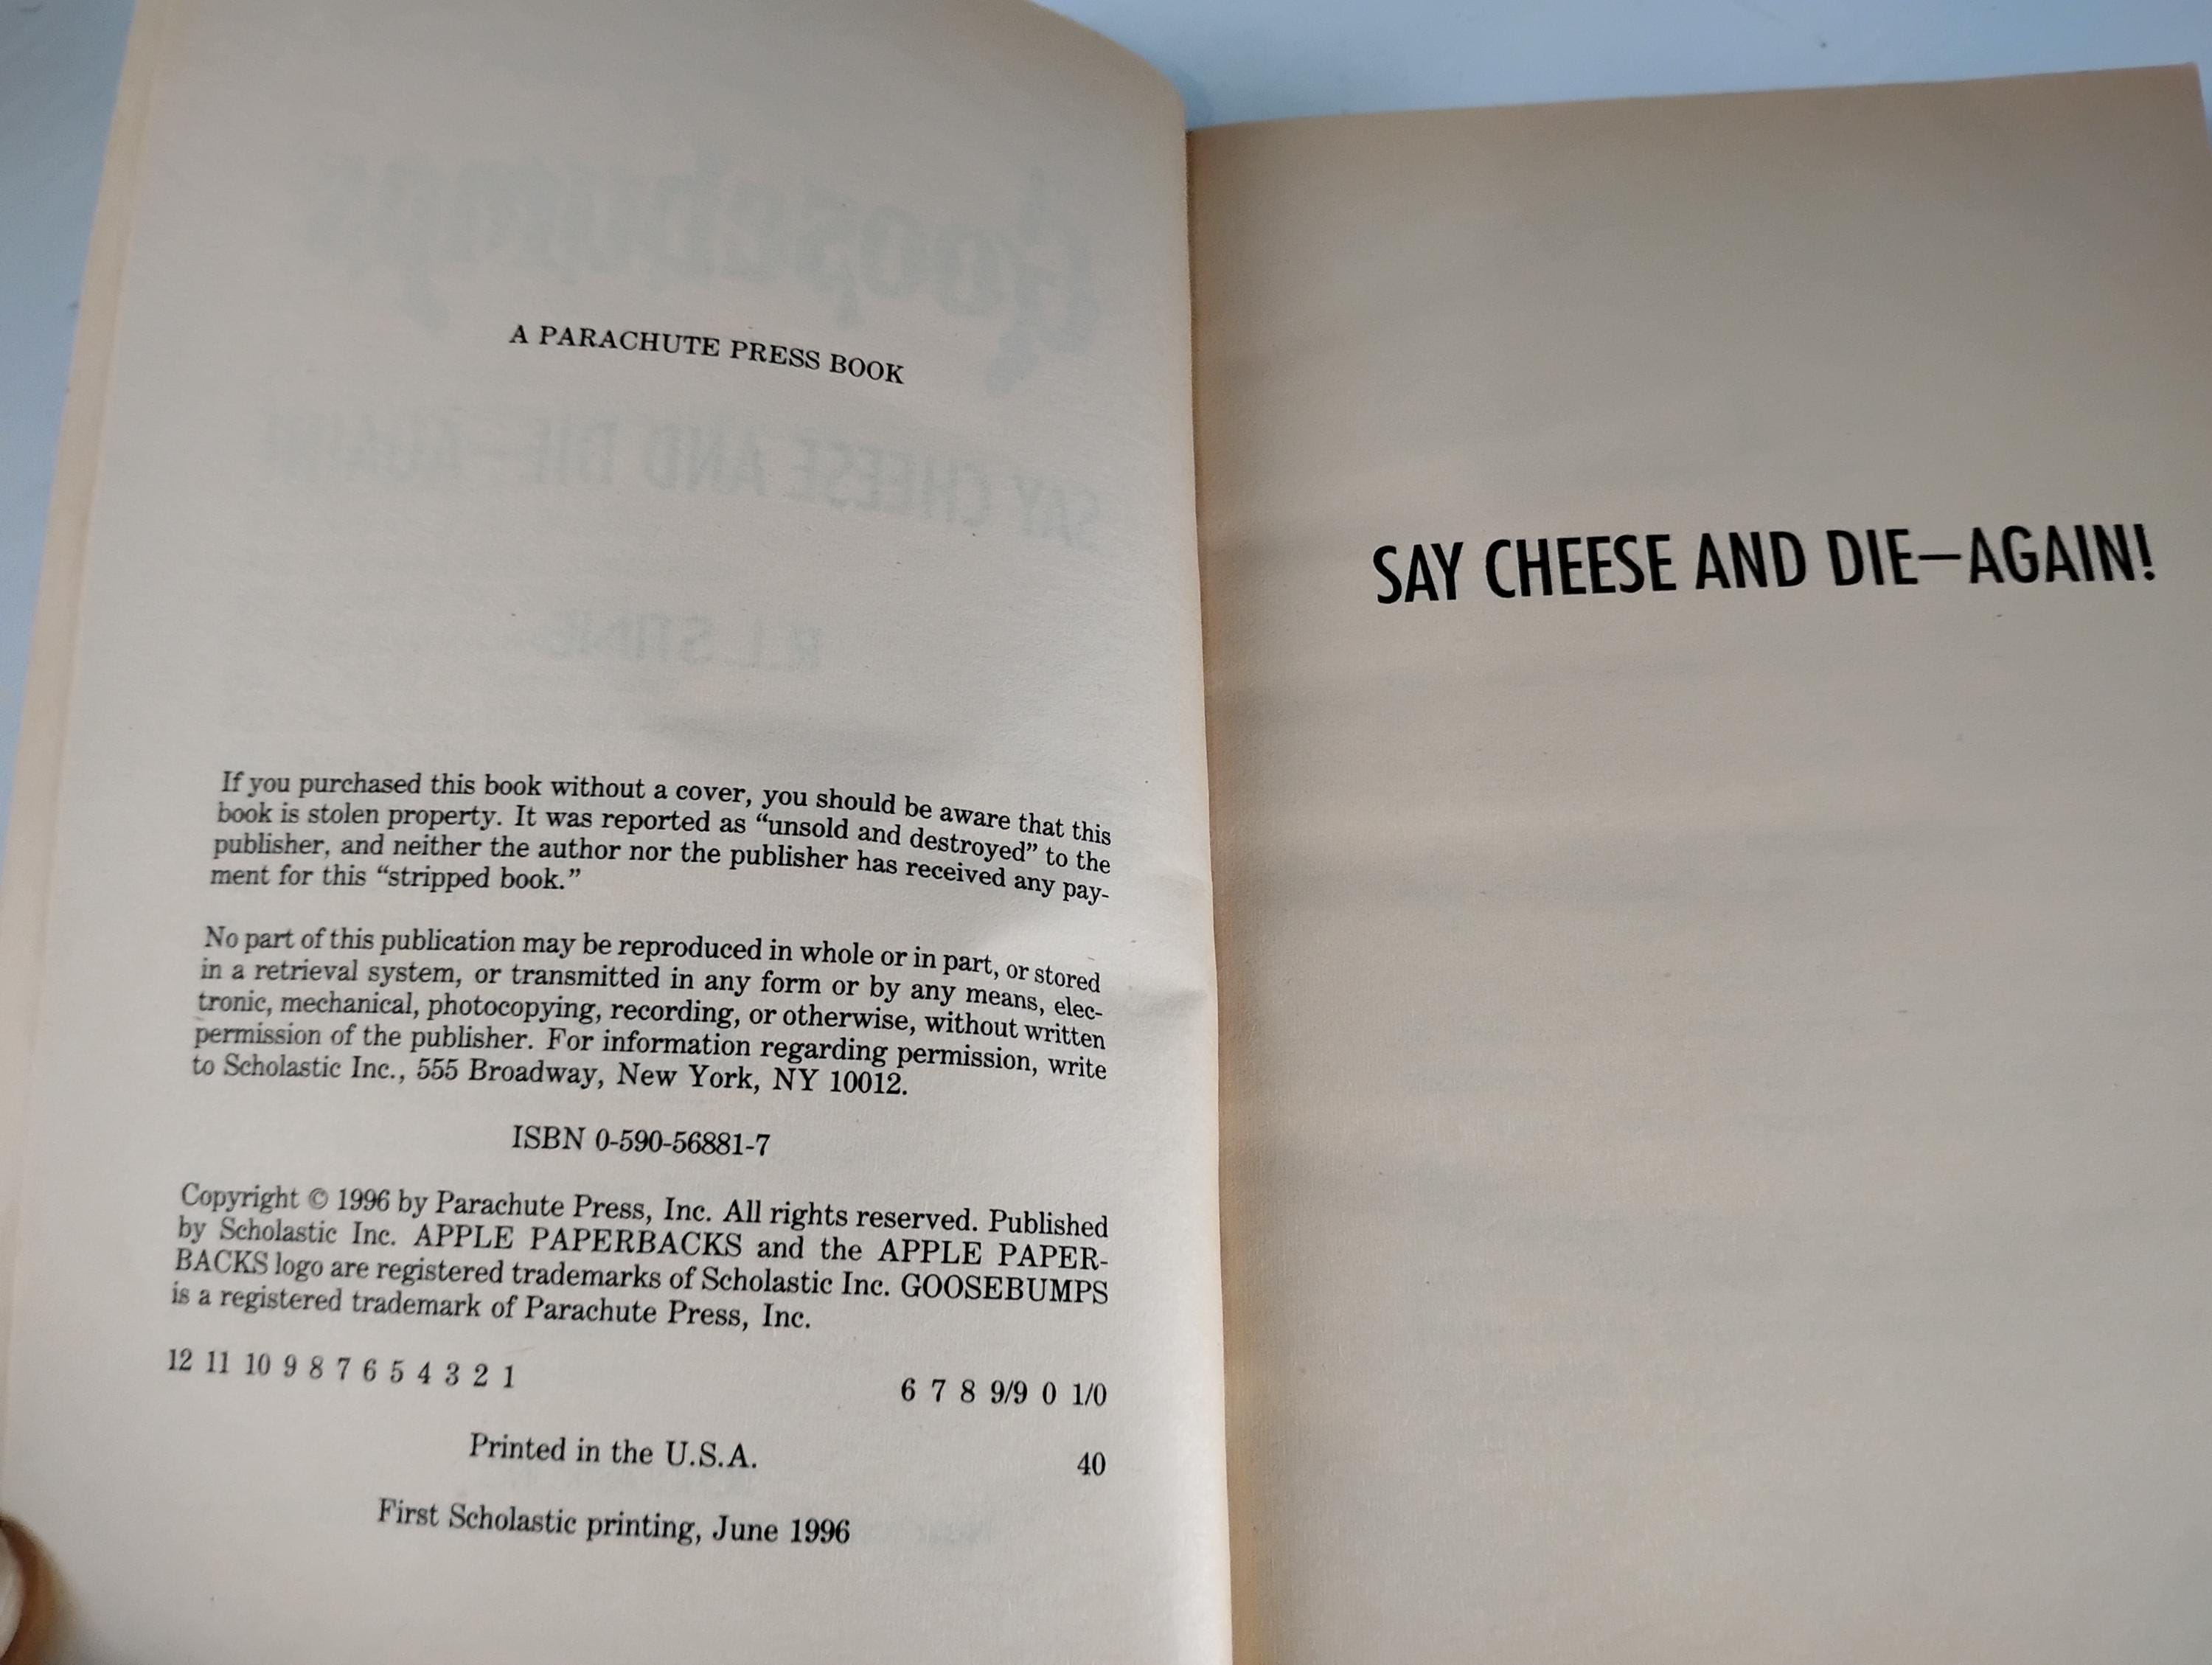 A PARACHUTE PRESS BOOK
If you purchased this book without a cover, you should be aware that this
book is stolen property. It was reported as “unsold and destroyed” to the
publisher, and neither the author nor the publisher has received any pay-
ment for this “stripped book.”
No part of this publication may be reproduced in whole or in part, or stored
in a retrieval system, or transmitted in any form or by any means, elec-
tronic, mechanical, photocopying, recording, or otherwise, without written
permission of the publisher. For information regarding permission, write
to Scholastic Inc., 555 Broadway, New York, NY 10012.
ISBN 0-590-56881-7
Copyright © 1996 by Parachute Press, Inc. All rights reserved. Published
by Scholastic Inc. APPLE PAPERBACKS and the APPLE PAPER-
BACKS logo are registered trademarks of Scholastic Inc. GOOSEBUMPS
is a registered trademark of Parachute Press, Inc.
12 11 10 9 8 7 6 5 4 3 2 1 6 7 8 9/9 0 1/0
Printed in the U.S.A. 40
First Scholastic printing, June 1996
SAY CHEESE AND DIE—AGAIN!